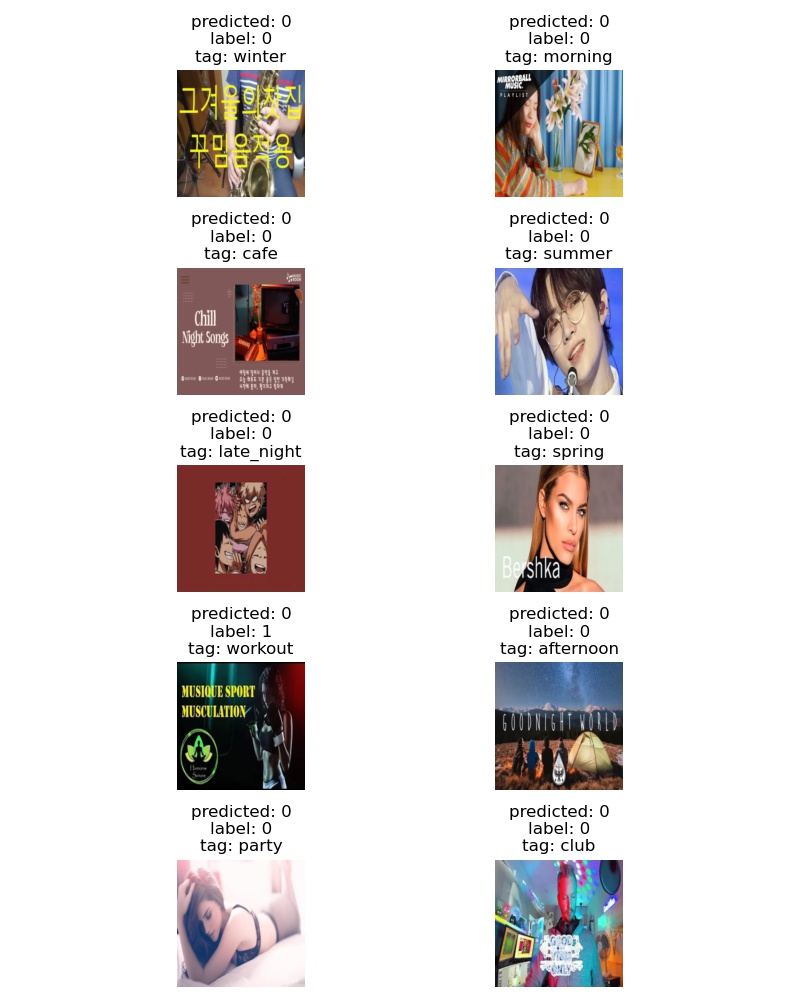 predicted: 0
label: 0
tag: winter
그겨울의찻집
꾸밈음적용
predicted: 0
label: 0
tag: morning
MIRRORBALL
MUSIC.
PLAYLIST
predicted: 0
label: 0
tag: cafe
Chill
Night Songs
predicted: 0
label: 0
tag: summer
predicted: 0
label: 0
tag: late_night
predicted: 0
label: 0
tag: spring
Bershka
predicted: 0
label: 1
tag: workout
MUSIQUE SPORT
MUSCULATION
predicted: 0
label: 0
tag: afternoon
GOODNIGHT WORLD
predicted: 0
label: 0
tag: party
predicted: 0
label: 0
tag: club
GOOD
ONLY